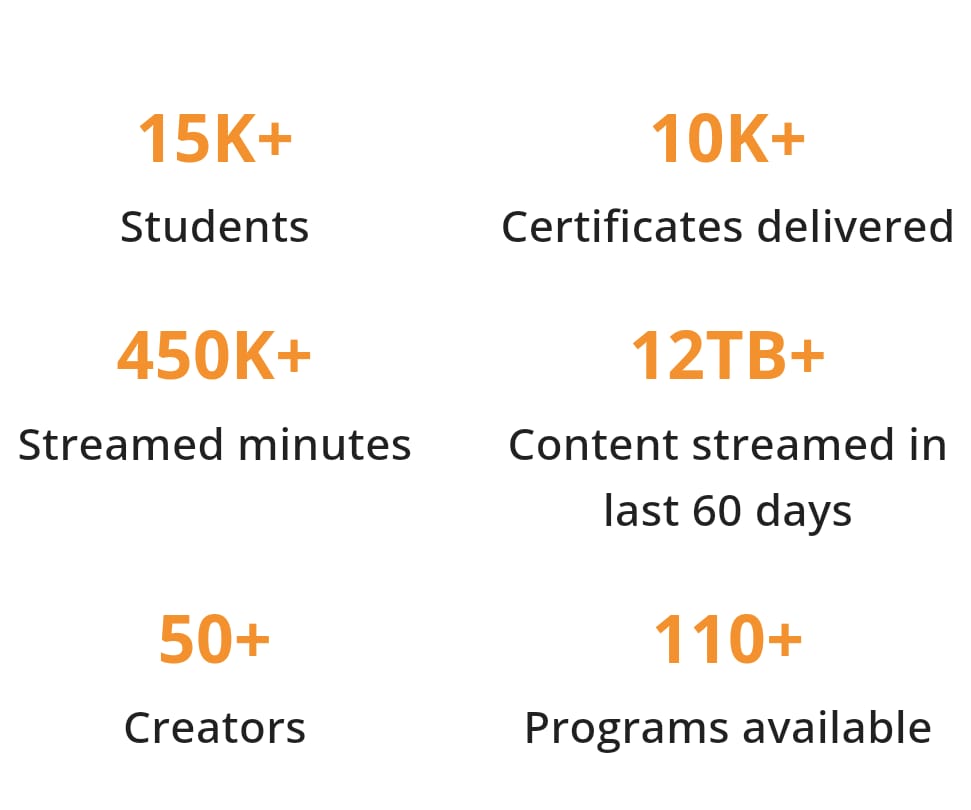 15K+
Students
10K+
Certificates delivered
450K+
Streamed minutes
12TB+
Content streamed in
last 60 days
50+
Creators
110+
Programs available